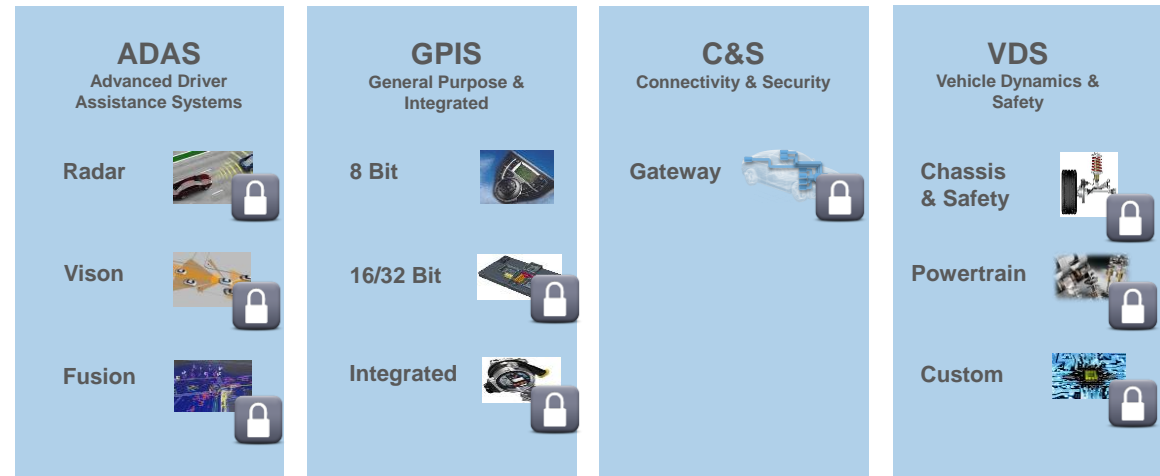 ADAS
Advanced Driver
Assistance Systems
Radar
Vison
Fusion
GPIS
General Purpose &
Integrated
8 Bit
16/32 Bit
Integrated
C&S
Connectivity & Security
Gateway
VDS
Vehicle Dynamics &
Safety
Chassis
& Safety
Powertrain
Custom